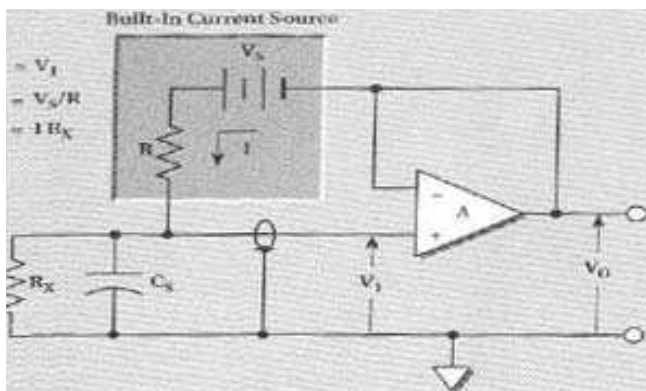 Built-In Current Source
= V1
= VS/R
= I RX
VS
R
I
A
−
+
RX
CS
V1
VO